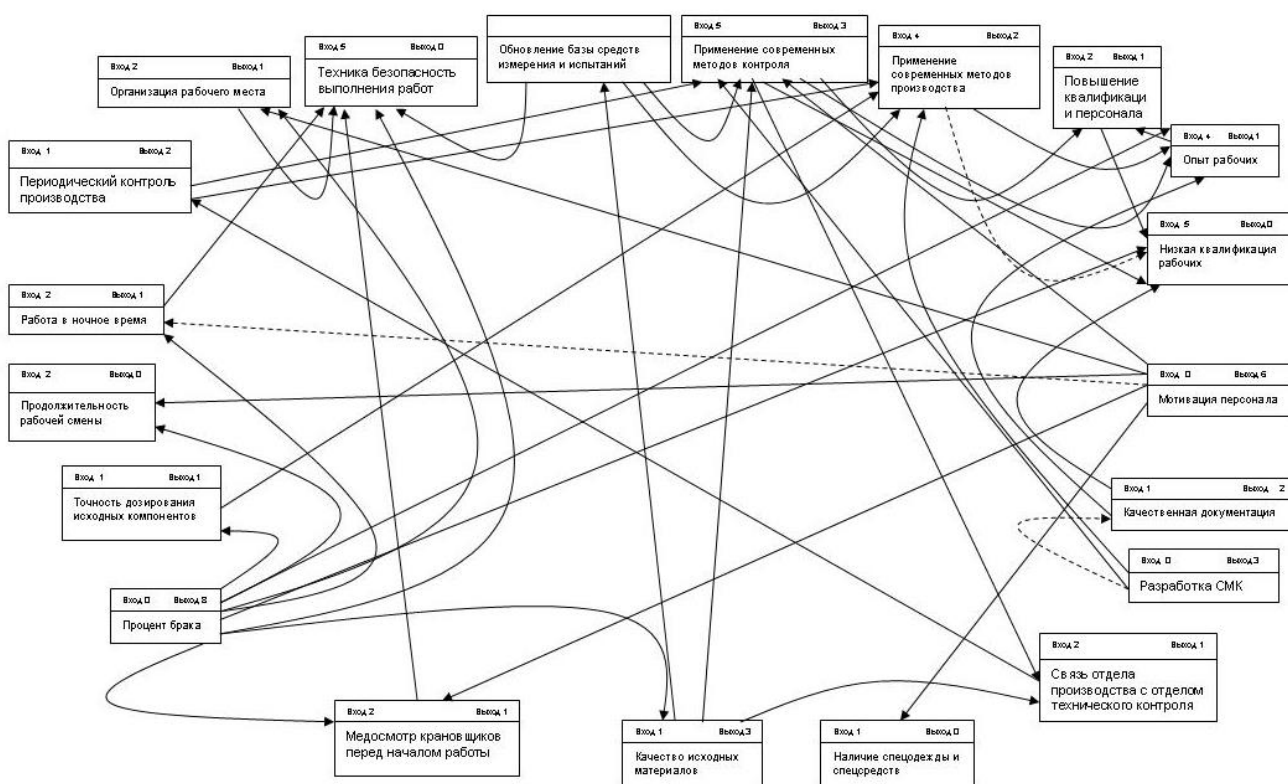 Вход 2 Выход 1
Организация рабочего места
Вход 5 Выход 0
Техника безопасность
выполнения работ
Обновление базы средств
измерения и испытаний
Вход 5 Выход 3
Применение современных
методов контроля
Вход 4 Выход 2
Применение
современных методов
производства
Вход 2 Выход 1
Повышение
квалификаци
и персонала
Вход 4 Выход 1
Опыт рабочих
Вход 1 Выход 2
Периодический контроль
производства
Вход 5 Выход 0
Низкая квалификация
рабочих
Вход 2 Выход 1
Работа в ночное время
Вход 2 Выход 0
Продолжительность
рабочей смены
Вход 0 Выход 6
Мотивация персонала
Вход 1 Выход 1
Точность дозирования
исходных компонентов
Вход 1 Выход 2
Качественная документация
Вход 0 Выход 3
Разработка СМК
Вход 0 Выход 8
Процент брака
Вход 2 Выход 1
Связь отдела
производства с отделом
технического контроля
Вход 2 Выход 1
Медосмотр крановщиков
перед началом работы
Вход 1 Выход 3
Качество исходных
материалов
Вход 1 Выход 0
Наличие спецодежды и
спецсредств